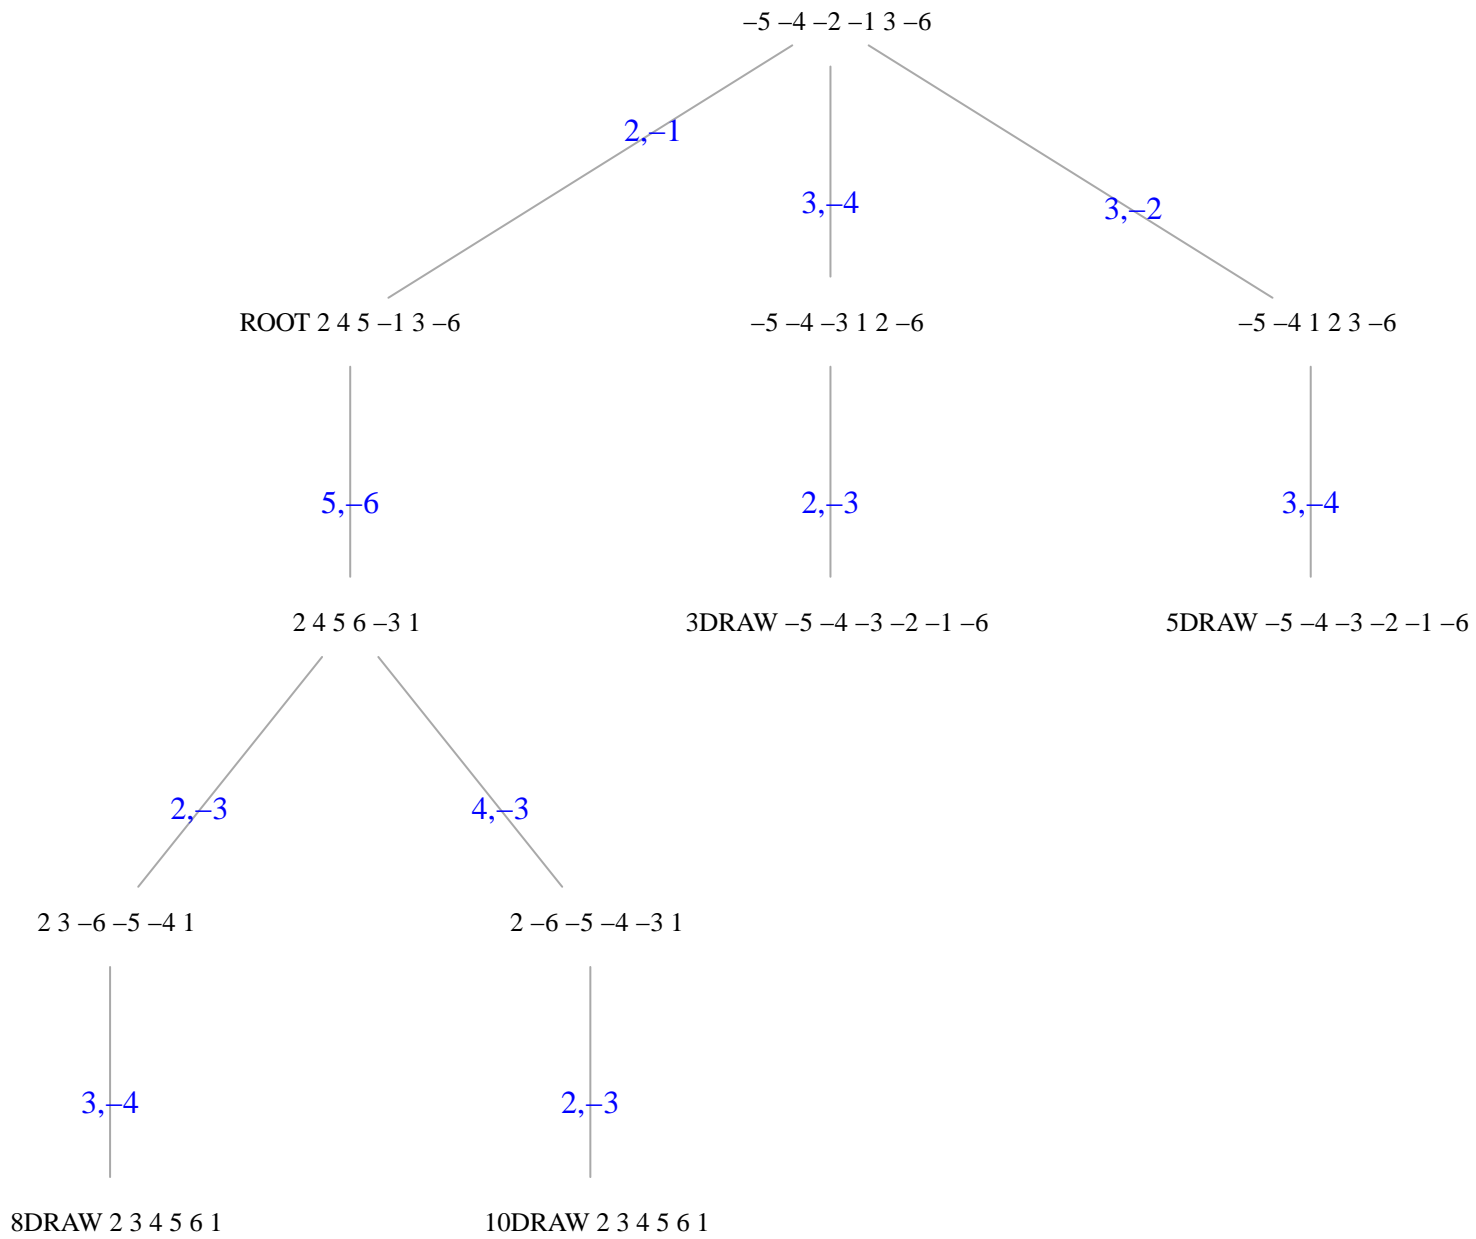 –5 –4 –2 –1 3 –6
2,–1
3,–4
3,–2
ROOT 2 4 5 –1 3 –6
–5 –4 –3 1 2 –6
–5 –4 1 2 3 –6
5,–6
2,–3
3,–4
2 4 5 6 –3 1
3DRAW –5 –4 –3 –2 –1 –6
5DRAW –5 –4 –3 –2 –1 –6
2,–3
4,–3
2 3 –6 –5 –4 1
2 –6 –5 –4 –3 1
3,–4
2,–3
8DRAW 2 3 4 5 6 1
10DRAW 2 3 4 5 6 1